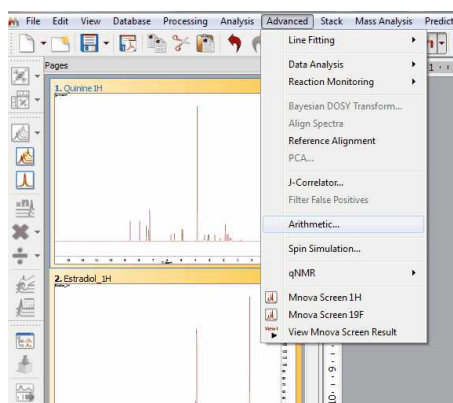 File Edit View Database Processing Analysis Advanced Stack Mass Analysis Predict
Line Fitting
Data Analysis
Reaction Monitoring
Bayesian DOSY Transform...
Align Spectra
Reference Alignment
PCA...
J-Correlator...
Filter False Positives
Arithmetic...
Spin Simulation...
qNMR
Mnova Screen 1H
Mnova Screen 19F
View Mnova Screen Result
Pages
1. Quinine 1H
2. Estradiol_1H